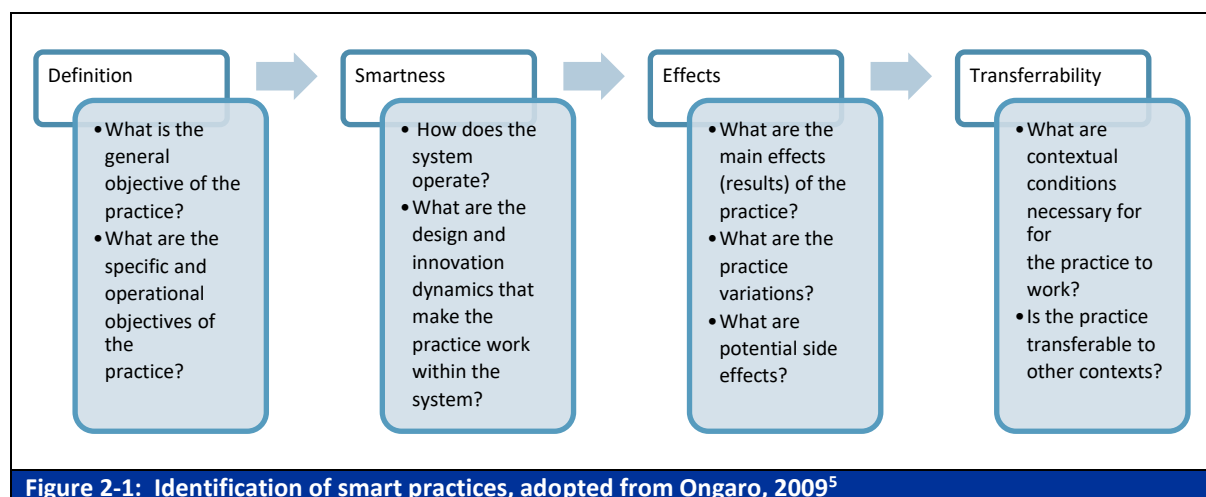 Definition
•What is the
general
objective of the
practice?
•What are the
specific and
operational
objectives of
the
practice?
Smartness
• How does the
system
operate?
•What are the
design and
innovation
dynamics that
make the
practice work
within the
system?
Effects
•What are the
main effects
(results) of the
practice?
•What are the
practice
variations?
•What are
potential side
effects?
Transferrability
•What are
contextual
conditions
necessary for
for
the practice to
work?
•Is the practice
transferable to
other contexts?
Figure 2-1: Identification of smart practices, adopted from Ongaro, 2009⁵